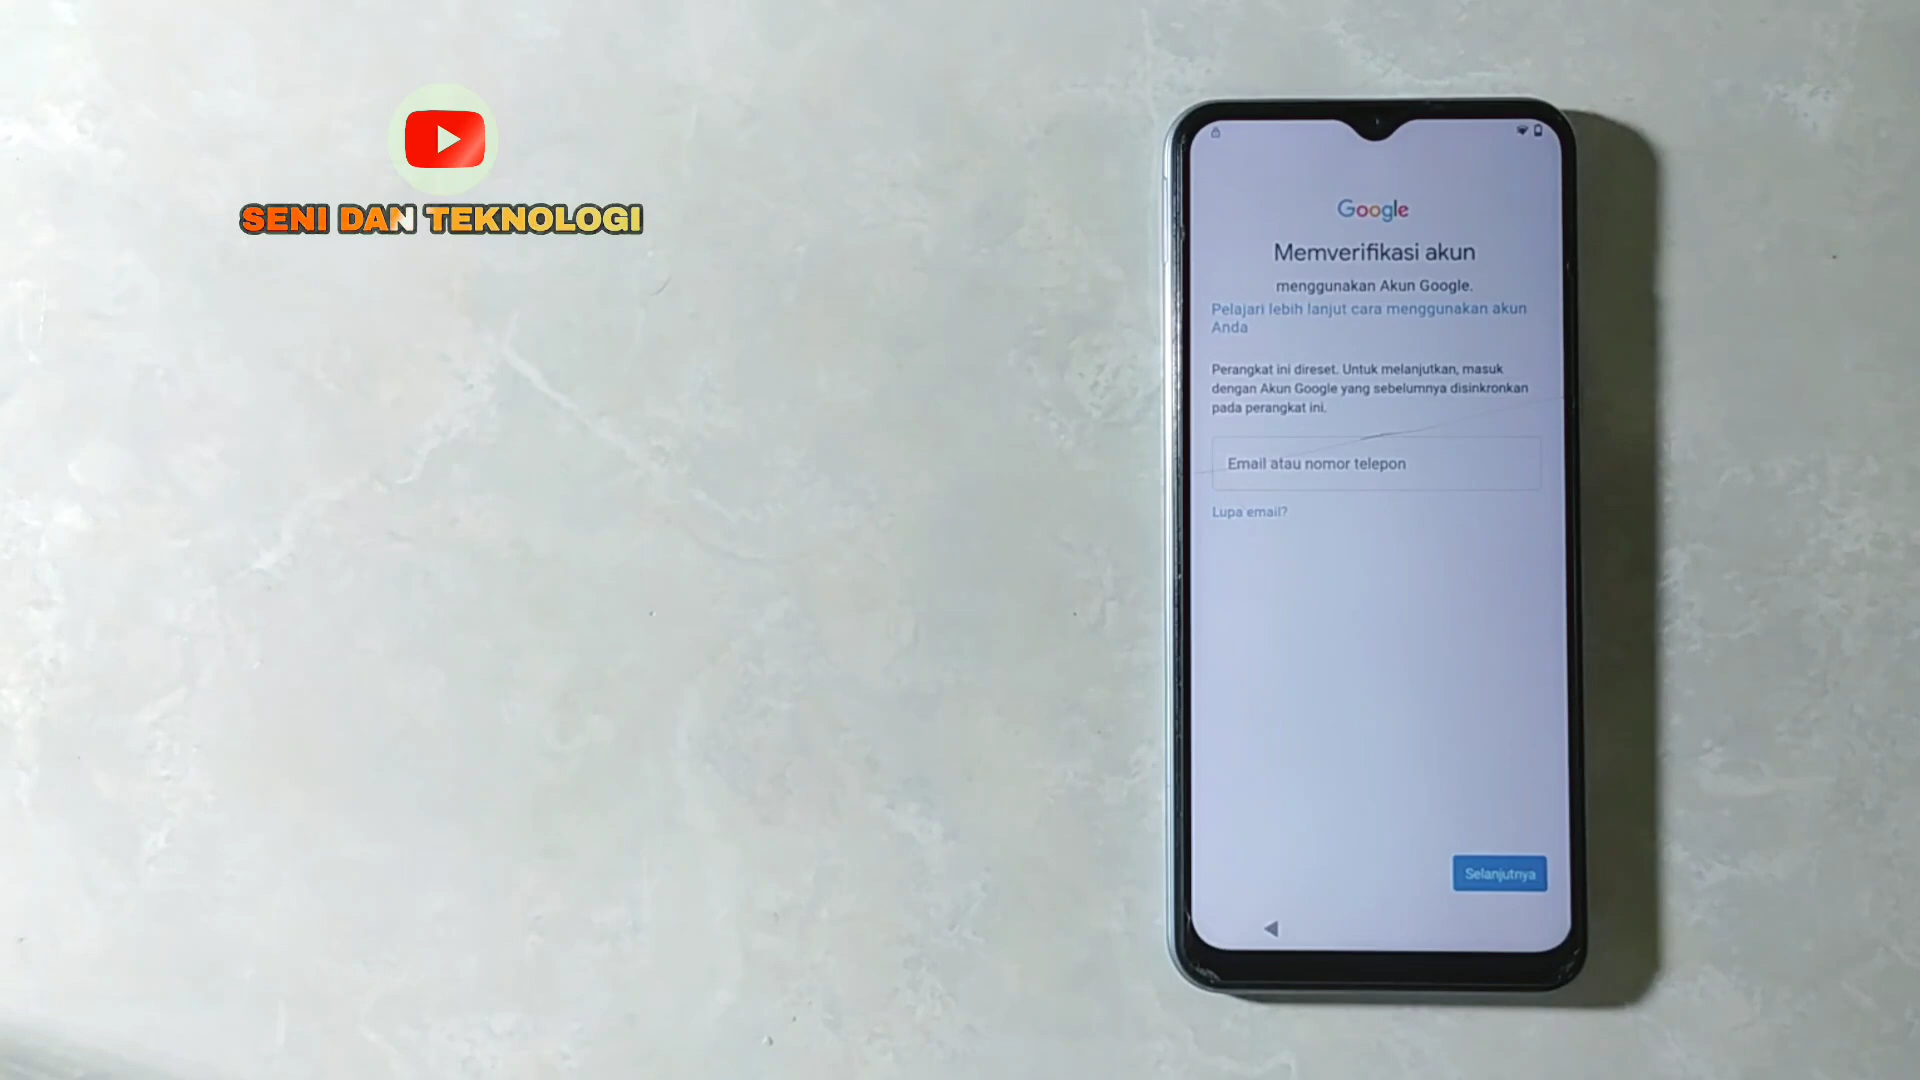 SENI DAN TEKNOLOGI
Google
Memverifikasi akun
menggunakan Akun Google.
Pelajari lebih lanjut cara menggunakan akun
Anda
Perangkat ini direset. Untuk melanjutkan, masuk
dengan Akun Google yang sebelumnya disinkronkan
pada perangkat ini.
Email atau nomor telepon
Lupa email?
Selanjutnya